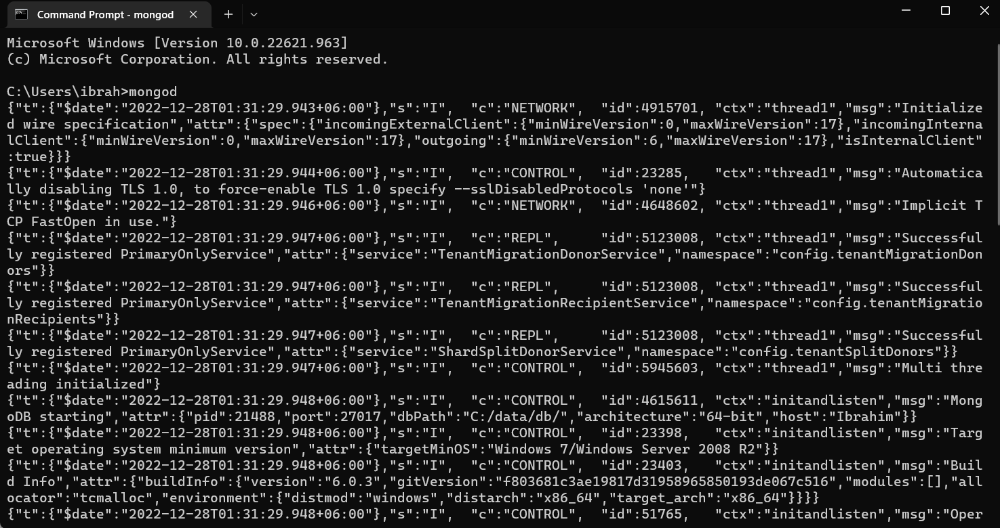 Command Prompt - mongod
Microsoft Windows [Version 10.0.22621.963]
(c) Microsoft Corporation. All rights reserved.
C:\Users\ibrah>mongod
{"t":{"$date":"2022-12-28T01:31:29.943+06:00"},"s":"I",  "c":"NETWORK",  "id":4915701, "ctx":"thread1","msg":"Initialize
d wire specification","attr":{"spec":{"incomingExternalClient":{"minWireVersion":0,"maxWireVersion":17},"incomingInterna
lClient":{"minWireVersion":0,"maxWireVersion":17},"outgoing":{"minWireVersion":6,"maxWireVersion":17},"isInternalClient"
:true}}}
{"t":{"$date":"2022-12-28T01:31:29.944+06:00"},"s":"I",  "c":"CONTROL",  "id":23285,   "ctx":"thread1","msg":"Automatica
lly disabling TLS 1.0, to force-enable TLS 1.0 specify --sslDisabledProtocols 'none'"}
{"t":{"$date":"2022-12-28T01:31:29.946+06:00"},"s":"I",  "c":"NETWORK",  "id":4648602, "ctx":"thread1","msg":"Implicit T
CP FastOpen in use."}
{"t":{"$date":"2022-12-28T01:31:29.947+06:00"},"s":"I",  "c":"REPL",     "id":5123008, "ctx":"thread1","msg":"Successful
ly registered PrimaryOnlyService","attr":{"service":"TenantMigrationDonorService","namespace":"config.tenantMigrationDon
ors"}}
{"t":{"$date":"2022-12-28T01:31:29.947+06:00"},"s":"I",  "c":"REPL",     "id":5123008, "ctx":"thread1","msg":"Successful
ly registered PrimaryOnlyService","attr":{"service":"TenantMigrationRecipientService","namespace":"config.tenantMigratio
nRecipients"}}
{"t":{"$date":"2022-12-28T01:31:29.947+06:00"},"s":"I",  "c":"REPL",     "id":5123008, "ctx":"thread1","msg":"Successful
ly registered PrimaryOnlyService","attr":{"service":"ShardSplitDonorService","namespace":"config.tenantSplitDonors"}}
{"t":{"$date":"2022-12-28T01:31:29.947+06:00"},"s":"I",  "c":"CONTROL",  "id":5945603, "ctx":"thread1","msg":"Multi thre
ading initialized"}
{"t":{"$date":"2022-12-28T01:31:29.948+06:00"},"s":"I",  "c":"CONTROL",  "id":4615611, "ctx":"initandlisten","msg":"Mong
oDB starting","attr":{"pid":21488,"port":27017,"dbPath":"C:/data/db/","architecture":"64-bit","host":"Ibrahim"}}
{"t":{"$date":"2022-12-28T01:31:29.948+06:00"},"s":"I",  "c":"CONTROL",  "id":23398,   "ctx":"initandlisten","msg":"Targ
et operating system minimum version","attr":{"targetMinOS":"Windows 7/Windows Server 2008 R2"}}
{"t":{"$date":"2022-12-28T01:31:29.948+06:00"},"s":"I",  "c":"CONTROL",  "id":23403,   "ctx":"initandlisten","msg":"Buil
d Info","attr":{"buildInfo":{"version":"6.0.3","gitVersion":"f803681c3ae19817d31958965850193de067c516","modules":[],"all
ocator":"tcmalloc","environment":{"distmod":"windows","distarch":"x86_64","target_arch":"x86_64"}}}}
{"t":{"$date":"2022-12-28T01:31:29.948+06:00"},"s":"I",  "c":"CONTROL",  "id":51765,   "ctx":"initandlisten","msg":"Oper